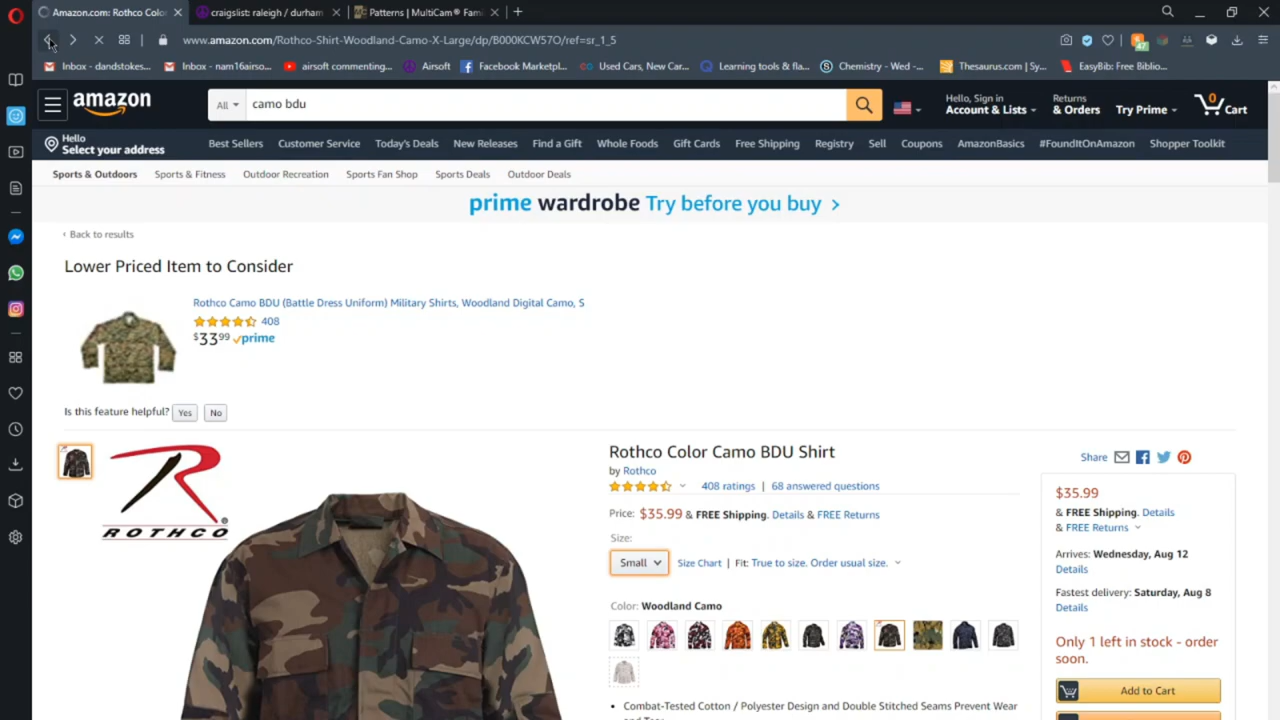 Amazon.com: Rothco Color
craigslist: raleigh / durham
Patterns | MultiCam® Fami
www.amazon.com/Rothco-Shirt-Woodland-Camo-X-Large/dp/B000KCW57O/ref=sr_1_5
47
Inbox - dandstokes...
Inbox - nam16airso...
airsoft commenting...
Airsoft
Facebook Marketpl...
Used Cars, New Car...
Learning tools & fla...
Chemistry - Wed -...
Thesaurus.com | Sy...
EasyBib: Free Biblio...
amazon
All
camo bdu
Hello, Sign in
Account & Lists
Returns
& Orders
Try Prime
0
Cart
Hello
Select your address
Best Sellers
Customer Service
Today's Deals
New Releases
Find a Gift
Whole Foods
Gift Cards
Free Shipping
Registry
Sell
Coupons
AmazonBasics
#FoundItOnAmazon
Shopper Toolkit
Sports & Outdoors
Sports & Fitness
Outdoor Recreation
Sports Fan Shop
Sports Deals
Outdoor Deals
prime wardrobe Try before you buy >
‹ Back to results
Lower Priced Item to Consider
Rothco Camo BDU (Battle Dress Uniform) Military Shirts, Woodland Digital Camo, S
408
$33⁹⁹ prime
Is this feature helpful? Yes No
R
ROTHCO
Rothco Color Camo BDU Shirt
by Rothco
408 ratings | 68 answered questions
Price: $35.99 & FREE Shipping. Details & FREE Returns
Size:
Small
Size Chart | Fit: True to size. Order usual size.
Color: Woodland Camo
• Combat-Tested Cotton / Polyester Design and Double Stitched Seams Prevent Wear
Share
$35.99
& FREE Shipping. Details
& FREE Returns
Arrives: Wednesday, Aug 12
Details
Fastest delivery: Saturday, Aug 8
Details
Only 1 left in stock - order
soon.
Add to Cart